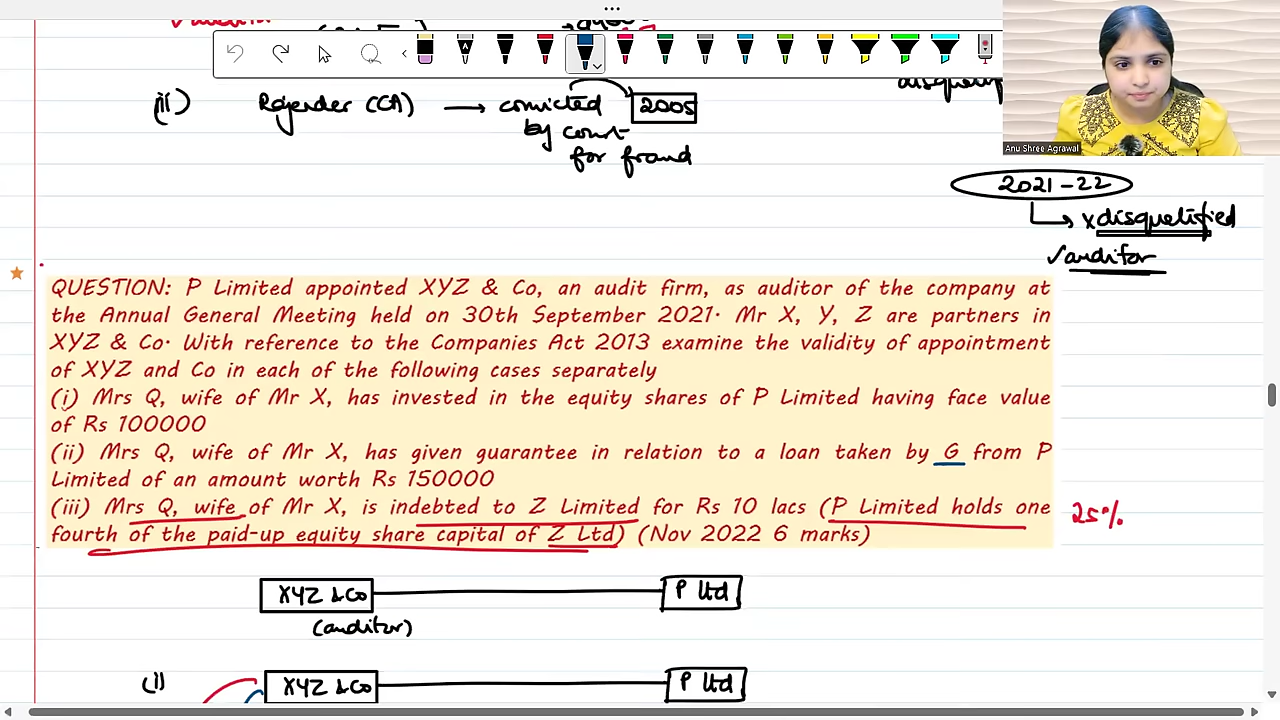 (iii) Rajender (CA) → convicted 2005
by court
for fraud
Anu Shree Agrawal
2021-22
↳ xdisqualified
✓auditor
QUESTION: P Limited appointed XYZ & Co, an audit firm, as auditor of the company at
the Annual General Meeting held on 30th September 2021· Mr X, Y, Z are partners in
XYZ & Co· With reference to the Companies Act 2013 examine the validity of appointment
of XYZ and Co in each of the following cases separately
(i) Mrs Q, wife of Mr X, has invested in the equity shares of P Limited having face value
of Rs 100000
(ii) Mrs Q, wife of Mr X, has given guarantee in relation to a loan taken by G from P
Limited of an amount worth Rs 150000
(iii) Mrs Q, wife of Mr X, is indebted to Z Limited for Rs 10 lacs (P Limited holds one 25%
fourth of the paid-up equity share capital of Z Ltd) (Nov 2022 6 marks)
XYZ & Co P Ltd
(auditor)
(i) XYZ & Co P Ltd